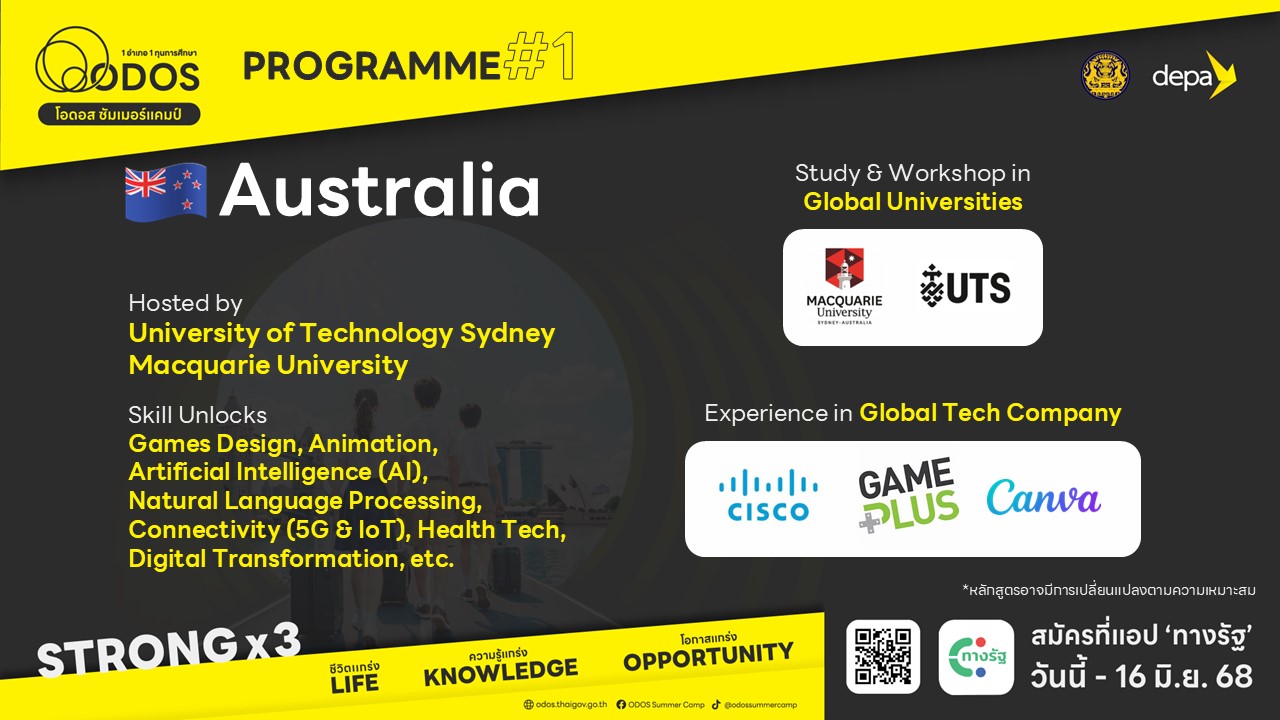 1 อำเภอ 1 ทุนการศึกษา
ODOS
โอดอส ซัมเมอร์แคมป์
PROGRAMME #1
depa
Australia
Hosted by
University of Technology Sydney
Macquarie University
Skill Unlocks
Games Design, Animation,
Artificial Intelligence (AI),
Natural Language Processing,
Connectivity (5G & IoT), Health Tech,
Digital Transformation, etc.
Study & Workshop in
Global Universities
MACQUARIE
University
SYDNEY-AUSTRALIA
UTS
Experience in Global Tech Company
CISCO
GAME
PLUS
Canva
*หลักสูตรอาจมีการเปลี่ยนแปลงตามความเหมาะสม
STRONG x3
ชีวิตแกร่ง
LIFE
ความรู้แกร่ง
KNOWLEDGE
โอกาสแกร่ง
OPPORTUNITY
odos.thaigov.go.th ODOS Summer Camp @odossummercamp
ทางรัฐ
สมัครที่แอป ‘ทางรัฐ’
วันนี้ - 16 มิ.ย. 68